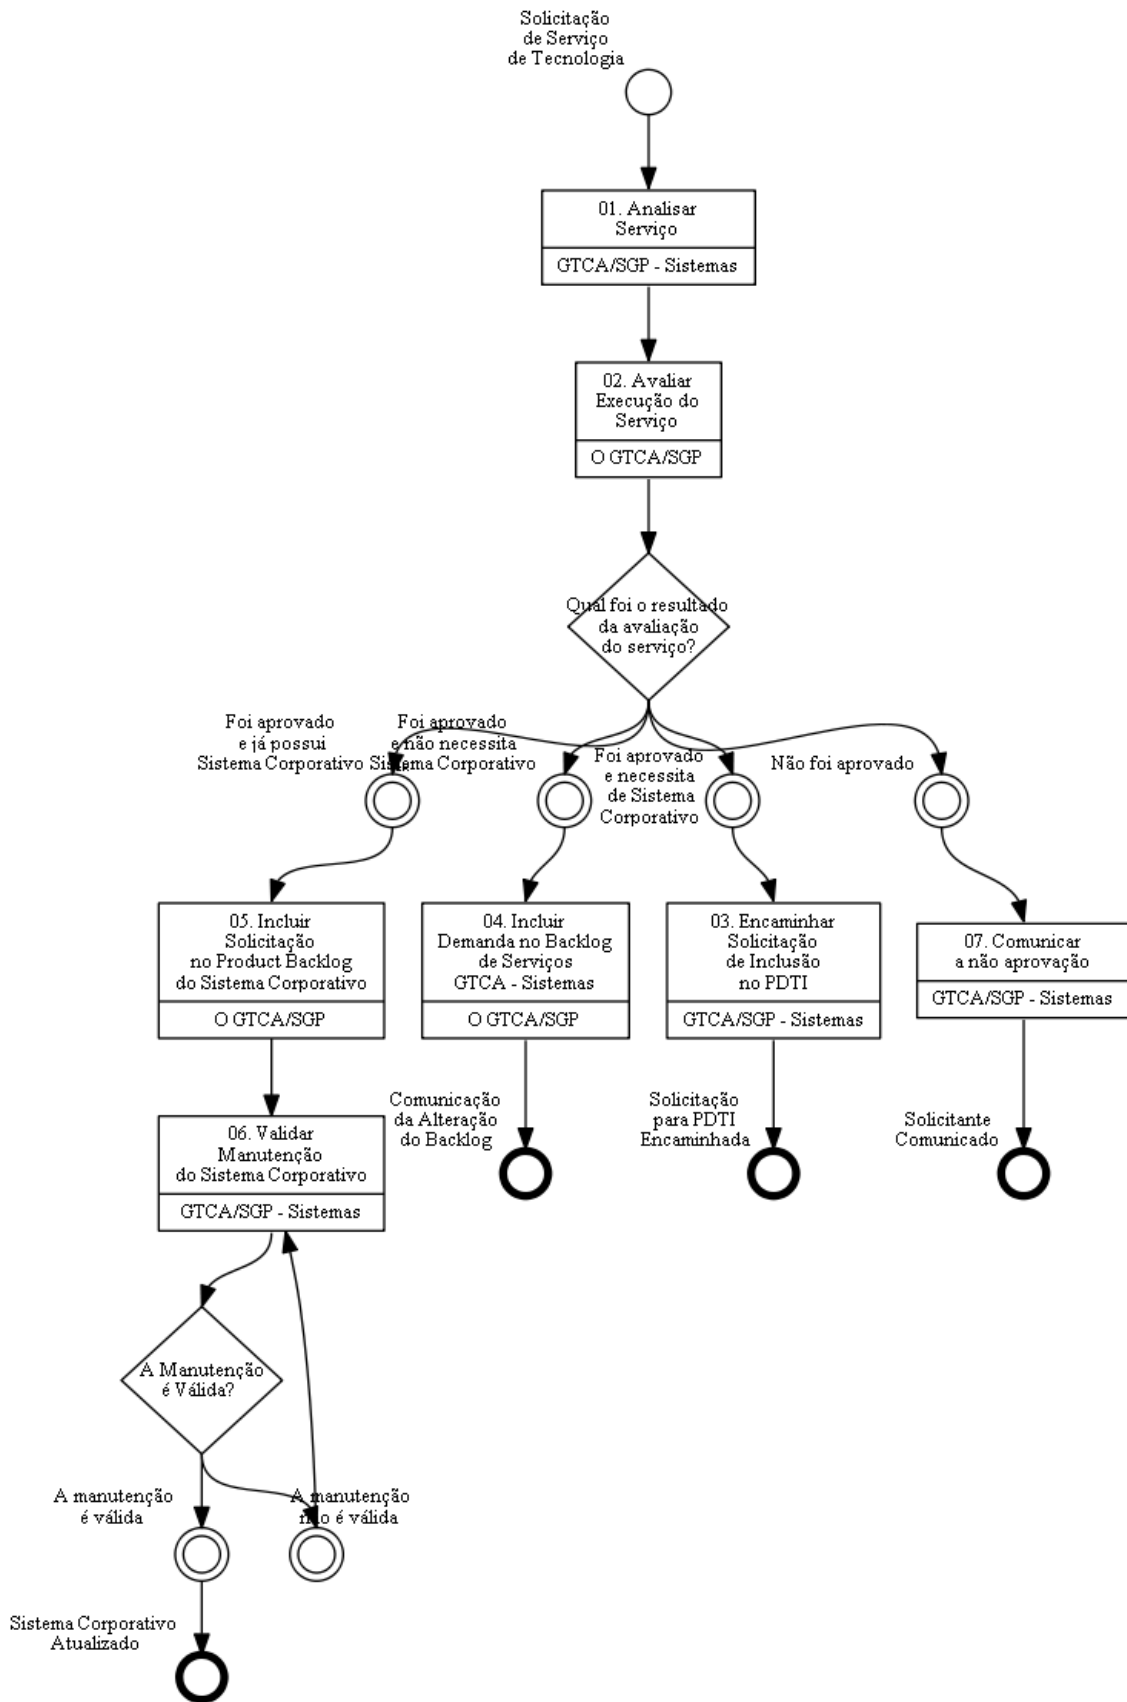 Solicitação
de Serviço
de Tecnologia
01. Analisar
Serviço
GTCA/SGP - Sistemas
02. Avaliar
Execução do
Serviço
O GTCA/SGP
Qual foi o resultado
da avaliação
do serviço?
Foi aprovado
e já possui
Sistema Corporativo
Foi aprovado
e não necessita
Sistema Corporativo
Foi aprovado
e necessita
de Sistema
Corporativo
Não foi aprovado
05. Incluir
Solicitação
no Product Backlog
do Sistema Corporativo
O GTCA/SGP
04. Incluir
Demanda no Backlog
de Serviços
GTCA - Sistemas
O GTCA/SGP
03. Encaminhar
Solicitação
de Inclusão
no PDTI
GTCA/SGP - Sistemas
07. Comunicar
a não aprovação
GTCA/SGP - Sistemas
Comunicação
da Alteração
do Backlog
Solicitação
para PDTI
Encaminhada
Solicitante
Comunicado
06. Validar
Manutenção
do Sistema Corporativo
GTCA/SGP - Sistemas
A Manutenção
é Válida?
A manutenção
é válida
A manutenção
não é válida
Sistema Corporativo
Atualizado